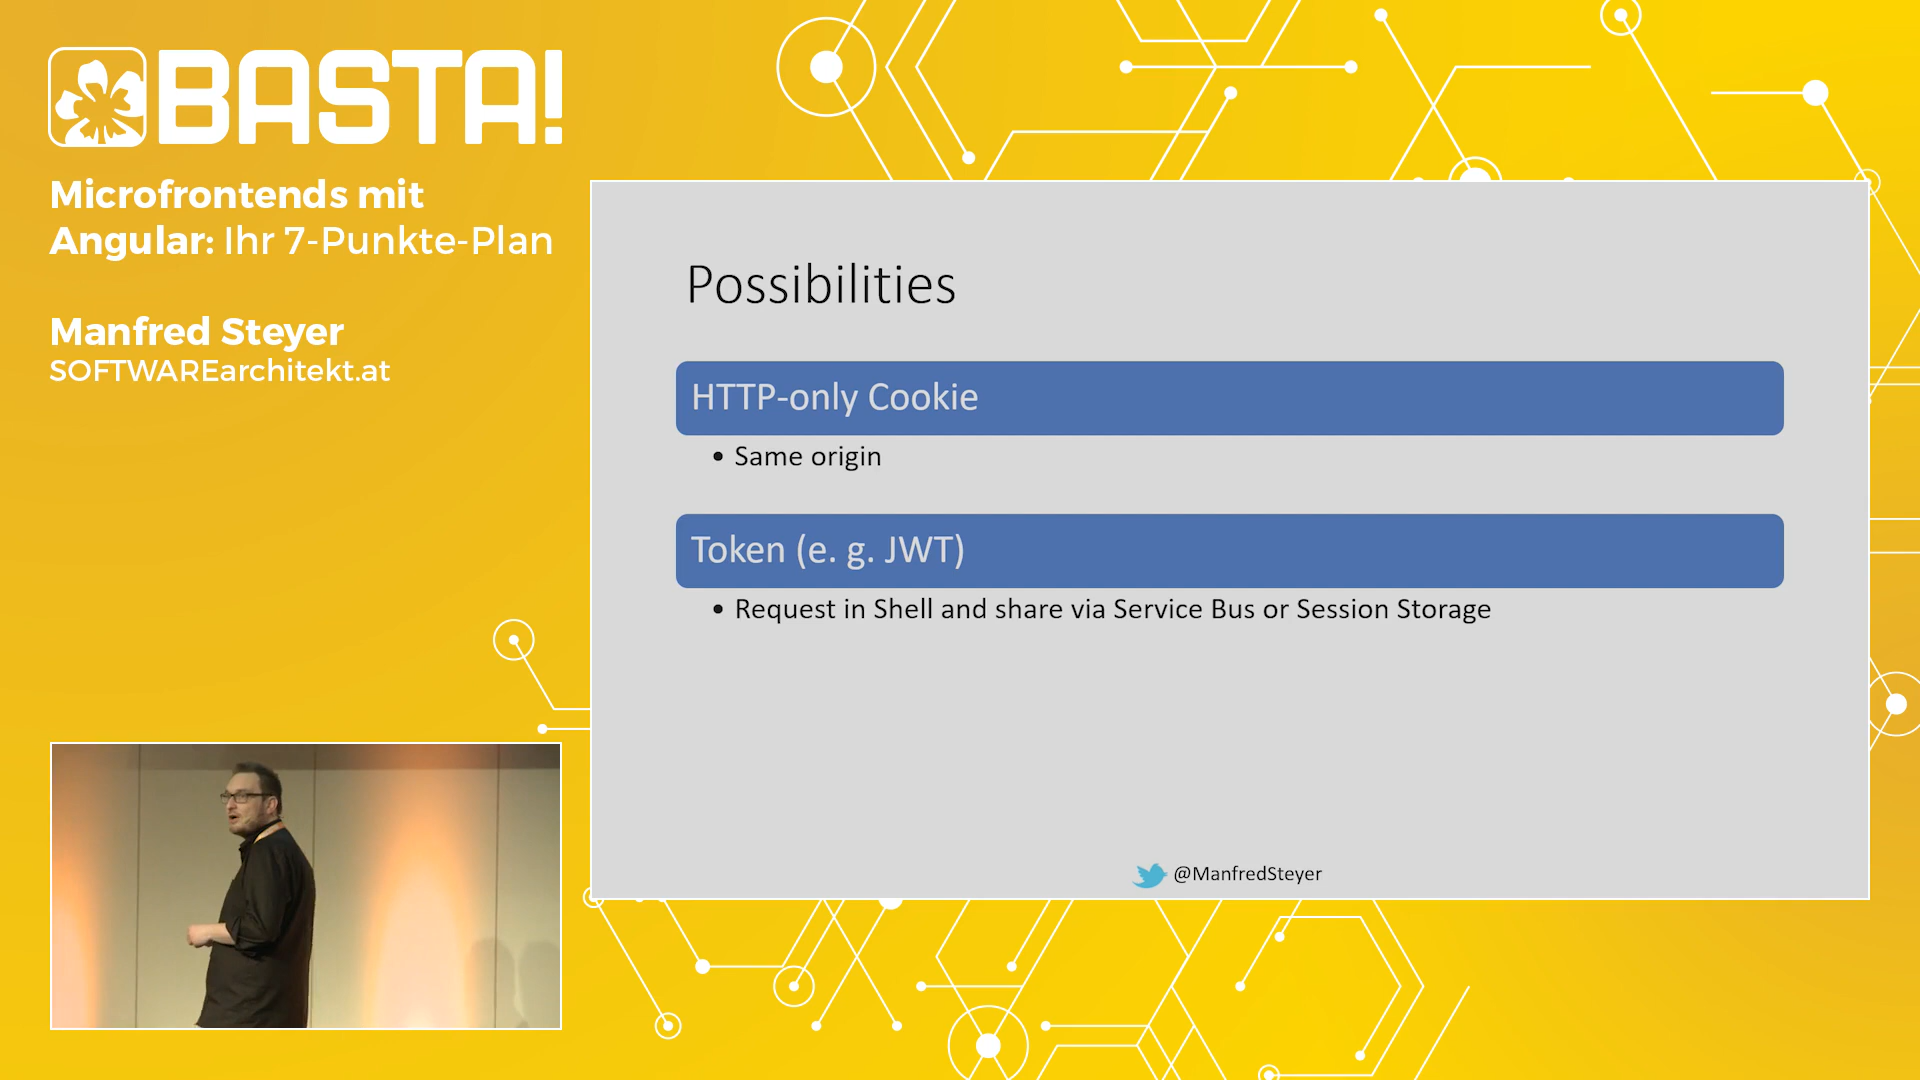 BASTA!
Microfrontends mit
Angular: Ihr 7-Punkte-Plan
Manfred Steyer
SOFTWAREarchitekt.at
Possibilities
HTTP-only Cookie
• Same origin
Token (e. g. JWT)
• Request in Shell and share via Service Bus or Session Storage
@ManfredSteyer